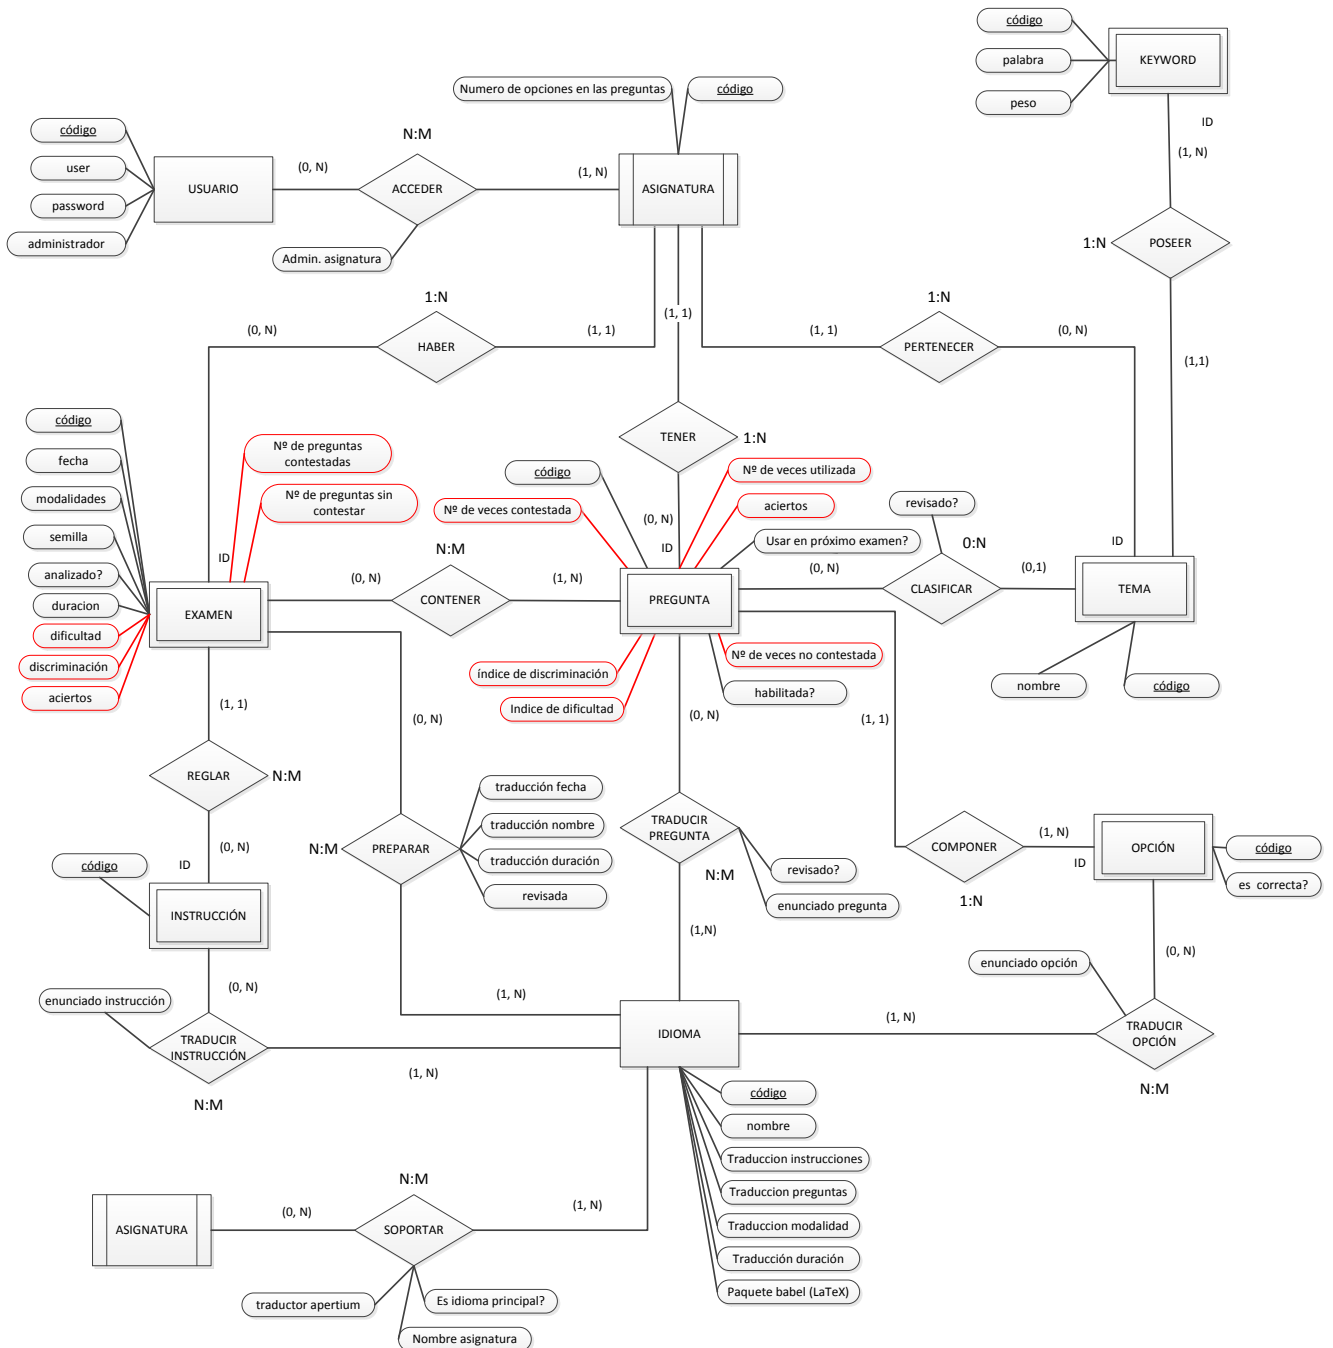 código
palabra
peso
KEYWORD
ID
(1, N)
Numero de opciones en las preguntas
código
código
user
password
administrador
USUARIO
(0, N)
N:M
ACCEDER
Admin. asignatura
(1, N)
ASIGNATURA
1:N
POSEER
(1,1)
1:N
(0, N)
HABER
(1, 1)
(1, 1)
1:N
(1, 1)
PERTENECER
(0, N)
TENER
1:N
código
fecha
modalidades
semilla
analizado?
duracion
dificultad
discriminación
aciertos
Nº de preguntas
contestadas
Nº de preguntas sin
contestar
ID
EXAMEN
código
Nº de veces contestada
Nº de veces utilizada
aciertos
Usar en próximo examen?
(0, N)
ID
N:M
(0, N)
CONTENER
(1, N)
PREGUNTA
revisado?
0:N
(0, N)
CLASIFICAR
(0,1)
ID
TEMA
nombre
código
índice de discriminación
Indice de dificultad
Nº de veces no contestada
habilitada?
(1, 1)
(0, N)
(0, N)
(1, 1)
REGLAR
N:M
(0, N)
ID
código
INSTRUCCIÓN
N:M
PREPARAR
traducción fecha
traducción nombre
traducción duración
revisada
TRADUCIR
PREGUNTA
N:M
revisado?
enunciado pregunta
COMPONER
1:N
(1, N)
ID
OPCIÓN
código
es  correcta?
(1,N)
(0, N)
enunciado instrucción
(0, N)
TRADUCIR
INSTRUCCIÓN
N:M
(1, N)
(1, N)
IDIOMA
(1, N)
enunciado opción
TRADUCIR
OPCIÓN
N:M
código
nombre
Traduccion instrucciones
Traduccion preguntas
Traduccion modalidad
Traducción duración
Paquete babel (LaTeX)
ASIGNATURA
(0, N)
N:M
SOPORTAR
(1, N)
traductor apertium
Es idioma principal?
Nombre asignatura